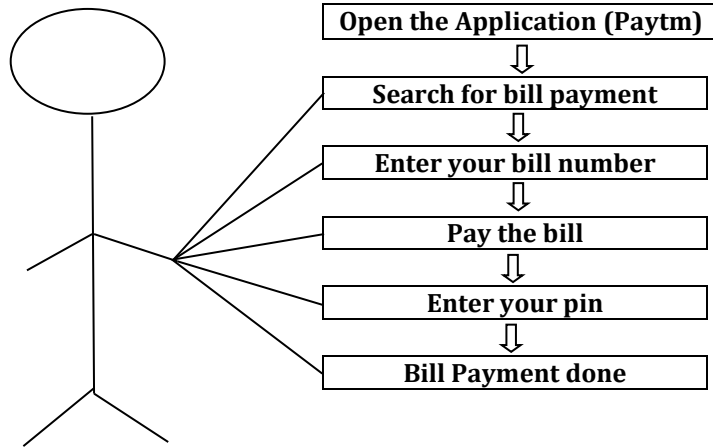 Open the Application (Paytm)
Search for bill payment
Enter your bill number
Pay the bill
Enter your pin
Bill Payment done